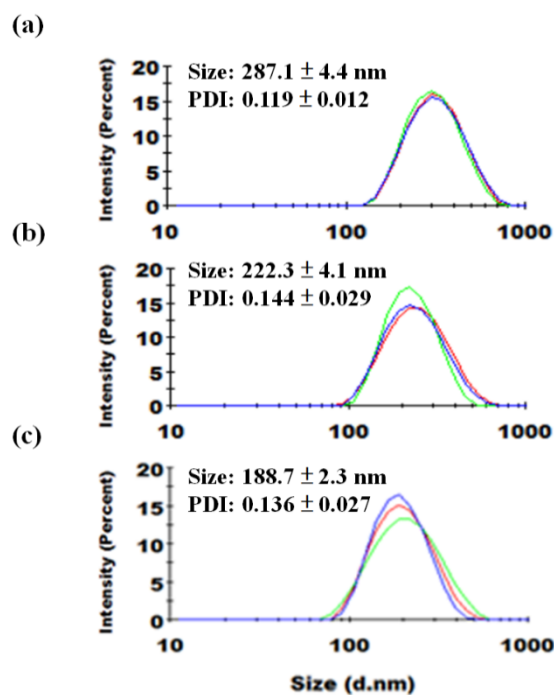 (a)
Size: 287.1 ± 4.4 nm
PDI: 0.119 ± 0.012
Intensity (Percent)
20
15
10
5
0
10 100 1000
(b)
Size: 222.3 ± 4.1 nm
PDI: 0.144 ± 0.029
Intensity (Percent)
20
15
10
5
0
10 100 1000
(c)
Size: 188.7 ± 2.3 nm
PDI: 0.136 ± 0.027
Intensity (Percent)
20
15
10
5
0
10 100 1000
Size (d.nm)